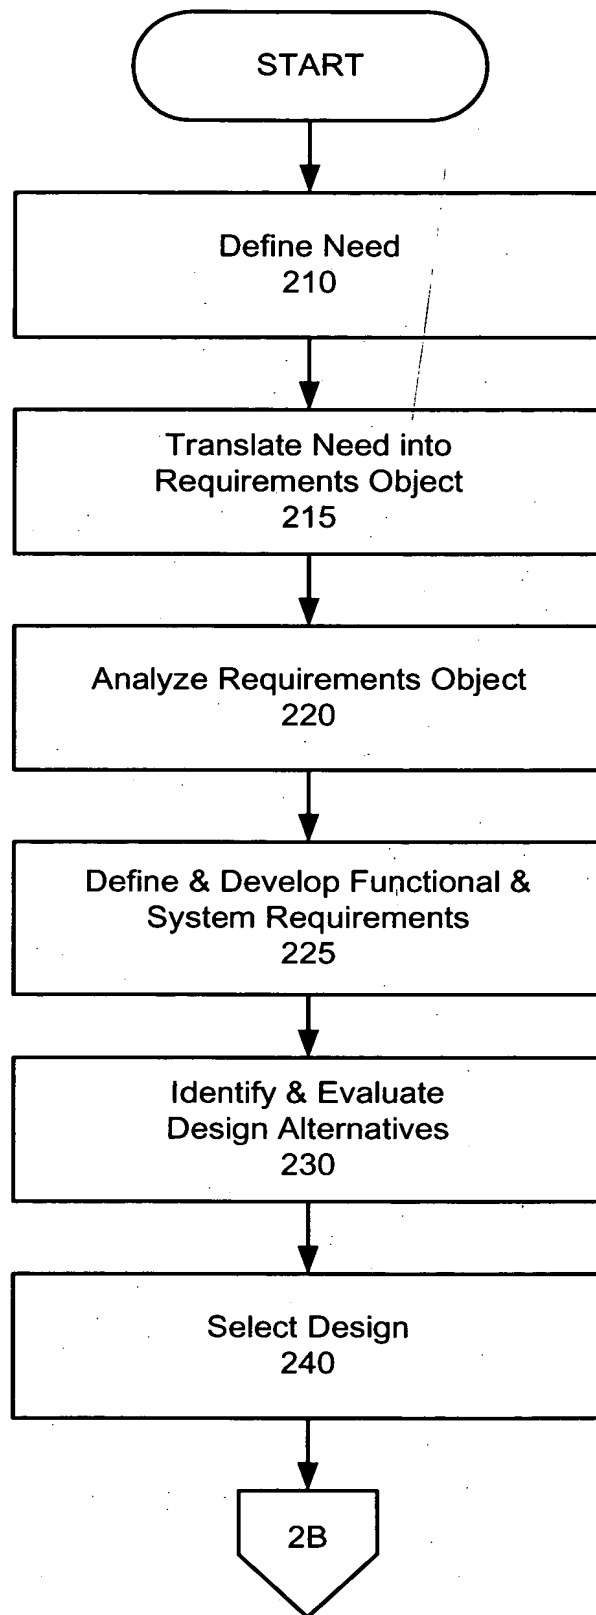 START
Define Need
210
Translate Need into
Requirements Object
215
Analyze Requirements Object
220
Define & Develop Functional &
System Requirements
225
Identify & Evaluate
Design Alternatives
230
Select Design
240
2B